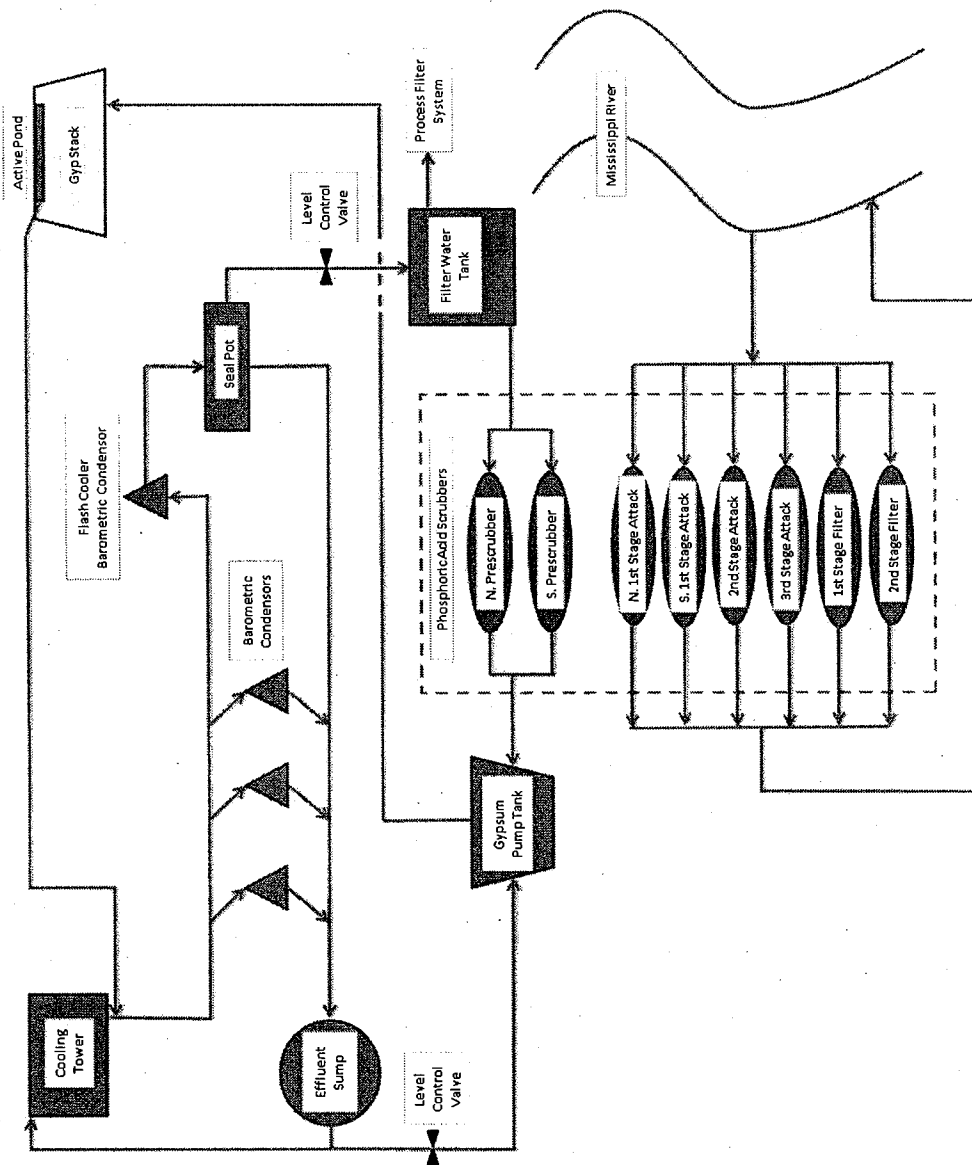 Active Pond
Cooling
Tower
Gyp Stack
Flash Cooler
Barometric Condensor
Seal Pot
Barometric
Condensors
Level
Control
Valve
Effluent
Sump
Level
Control
Valve
Process Filter
System
Filter Water
Tank
Phosphoric Acid Scrubbers
N. Prescrubber
S. Prescrubber
Gypsum
Pump Tank
Mississippi River
N. 1st Stage Attack
S. 1st Stage Attack
2nd Stage Attack
3rd Stage Attack
1st Stage Filter
2nd Stage Filter